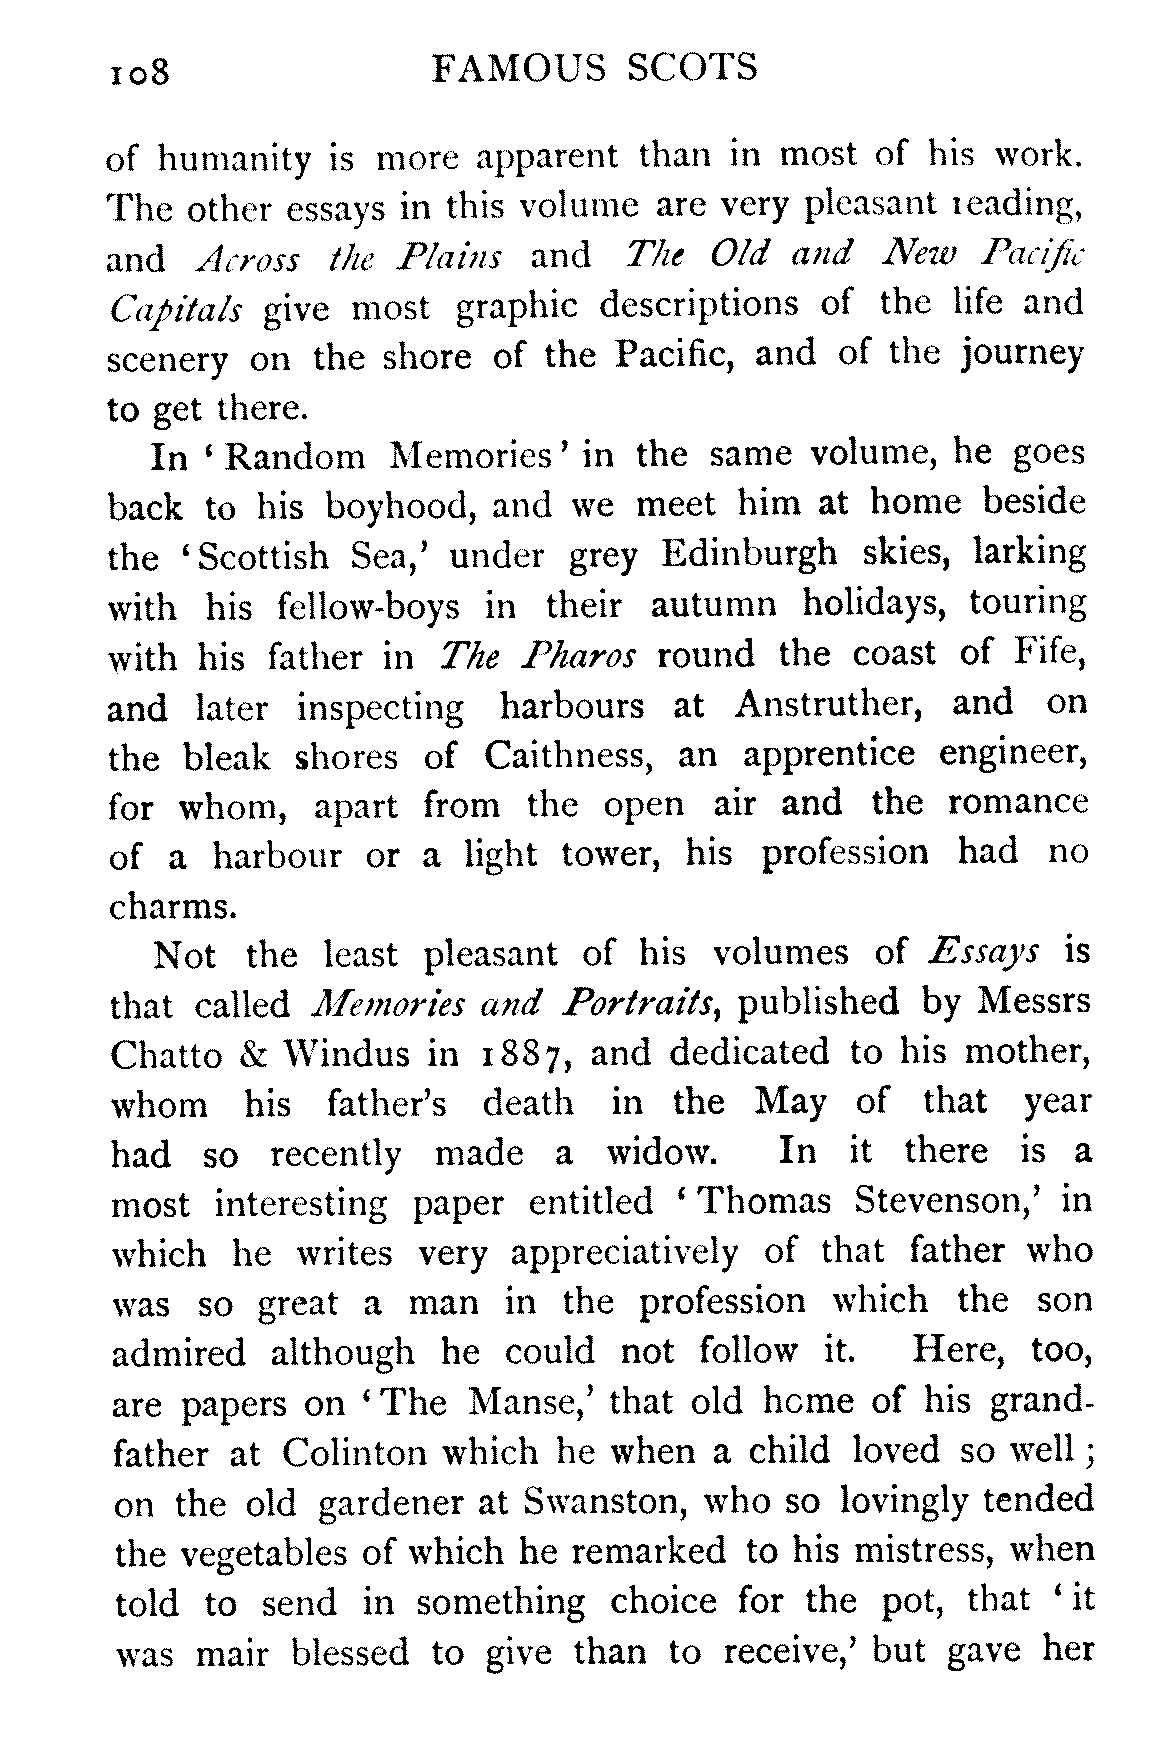 108 FAMOUS SCOTS
of humanity is more apparent than in most of his work.
The other essays in this volume are very pleasant reading,
and Across the Plains and The Old and New Pacific
Capitals give most graphic descriptions of the life and
scenery on the shore of the Pacific, and of the journey
to get there.
In ‘ Random Memories ’ in the same volume, he goes
back to his boyhood, and we meet him at home beside
the ‘ Scottish Sea,’ under grey Edinburgh skies, larking
with his fellow-boys in their autumn holidays, touring
with his father in The Pharos round the coast of Fife,
and later inspecting harbours at Anstruther, and on
the bleak shores of Caithness, an apprentice engineer,
for whom, apart from the open air and the romance
of a harbour or a light tower, his profession had no
charms.
Not the least pleasant of his volumes of Essays is
that called Memories and Portraits, published by Messrs
Chatto & Windus in 1887, and dedicated to his mother,
whom his father’s death in the May of that year
had so recently made a widow. In it there is a
most interesting paper entitled ‘ Thomas Stevenson,’ in
which he writes very appreciatively of that father who
was so great a man in the profession which the son
admired although he could not follow it. Here, too,
are papers on ‘ The Manse,’ that old home of his grand-
father at Colinton which he when a child loved so well ;
on the old gardener at Swanston, who so lovingly tended
the vegetables of which he remarked to his mistress, when
told to send in something choice for the pot, that ‘ it
was mair blessed to give than to receive,’ but gave her